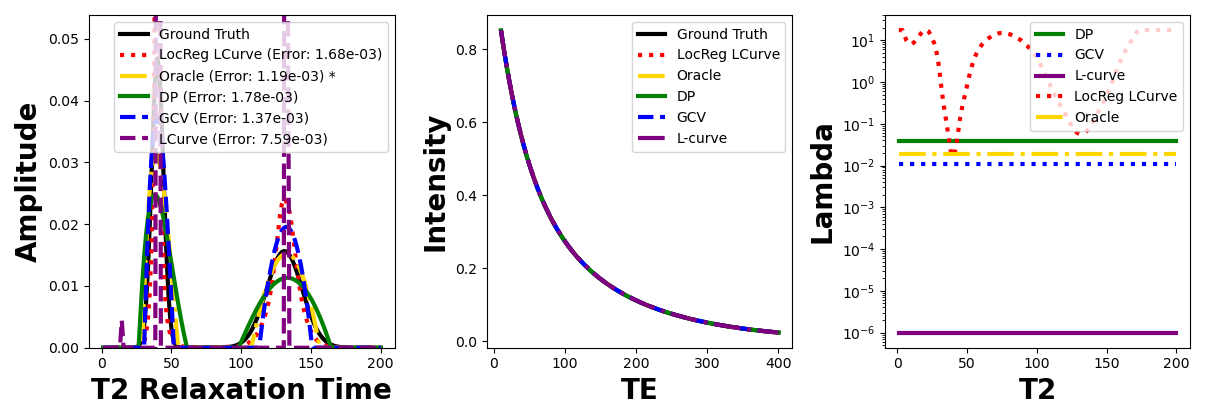 Amplitude
0.05
0.04
0.03
0.02
0.01
0.00
0
50
100
150
200
T2 Relaxation Time
Ground Truth
LocReg LCurve (Error: 1.68e-03)
Oracle (Error: 1.19e-03) *
DP (Error: 1.78e-03)
GCV (Error: 1.37e-03)
LCurve (Error: 7.59e-03)
Intensity
0.8
0.6
0.4
0.2
0.0
0
100
200
300
400
TE
Ground Truth
LocReg LCurve
Oracle
DP
GCV
L-curve
Lambda
10^1
10^0
10^-1
10^-2
10^-3
10^-4
10^-5
10^-6
0
50
100
150
200
T2
DP
GCV
L-curve
LocReg LCurve
Oracle